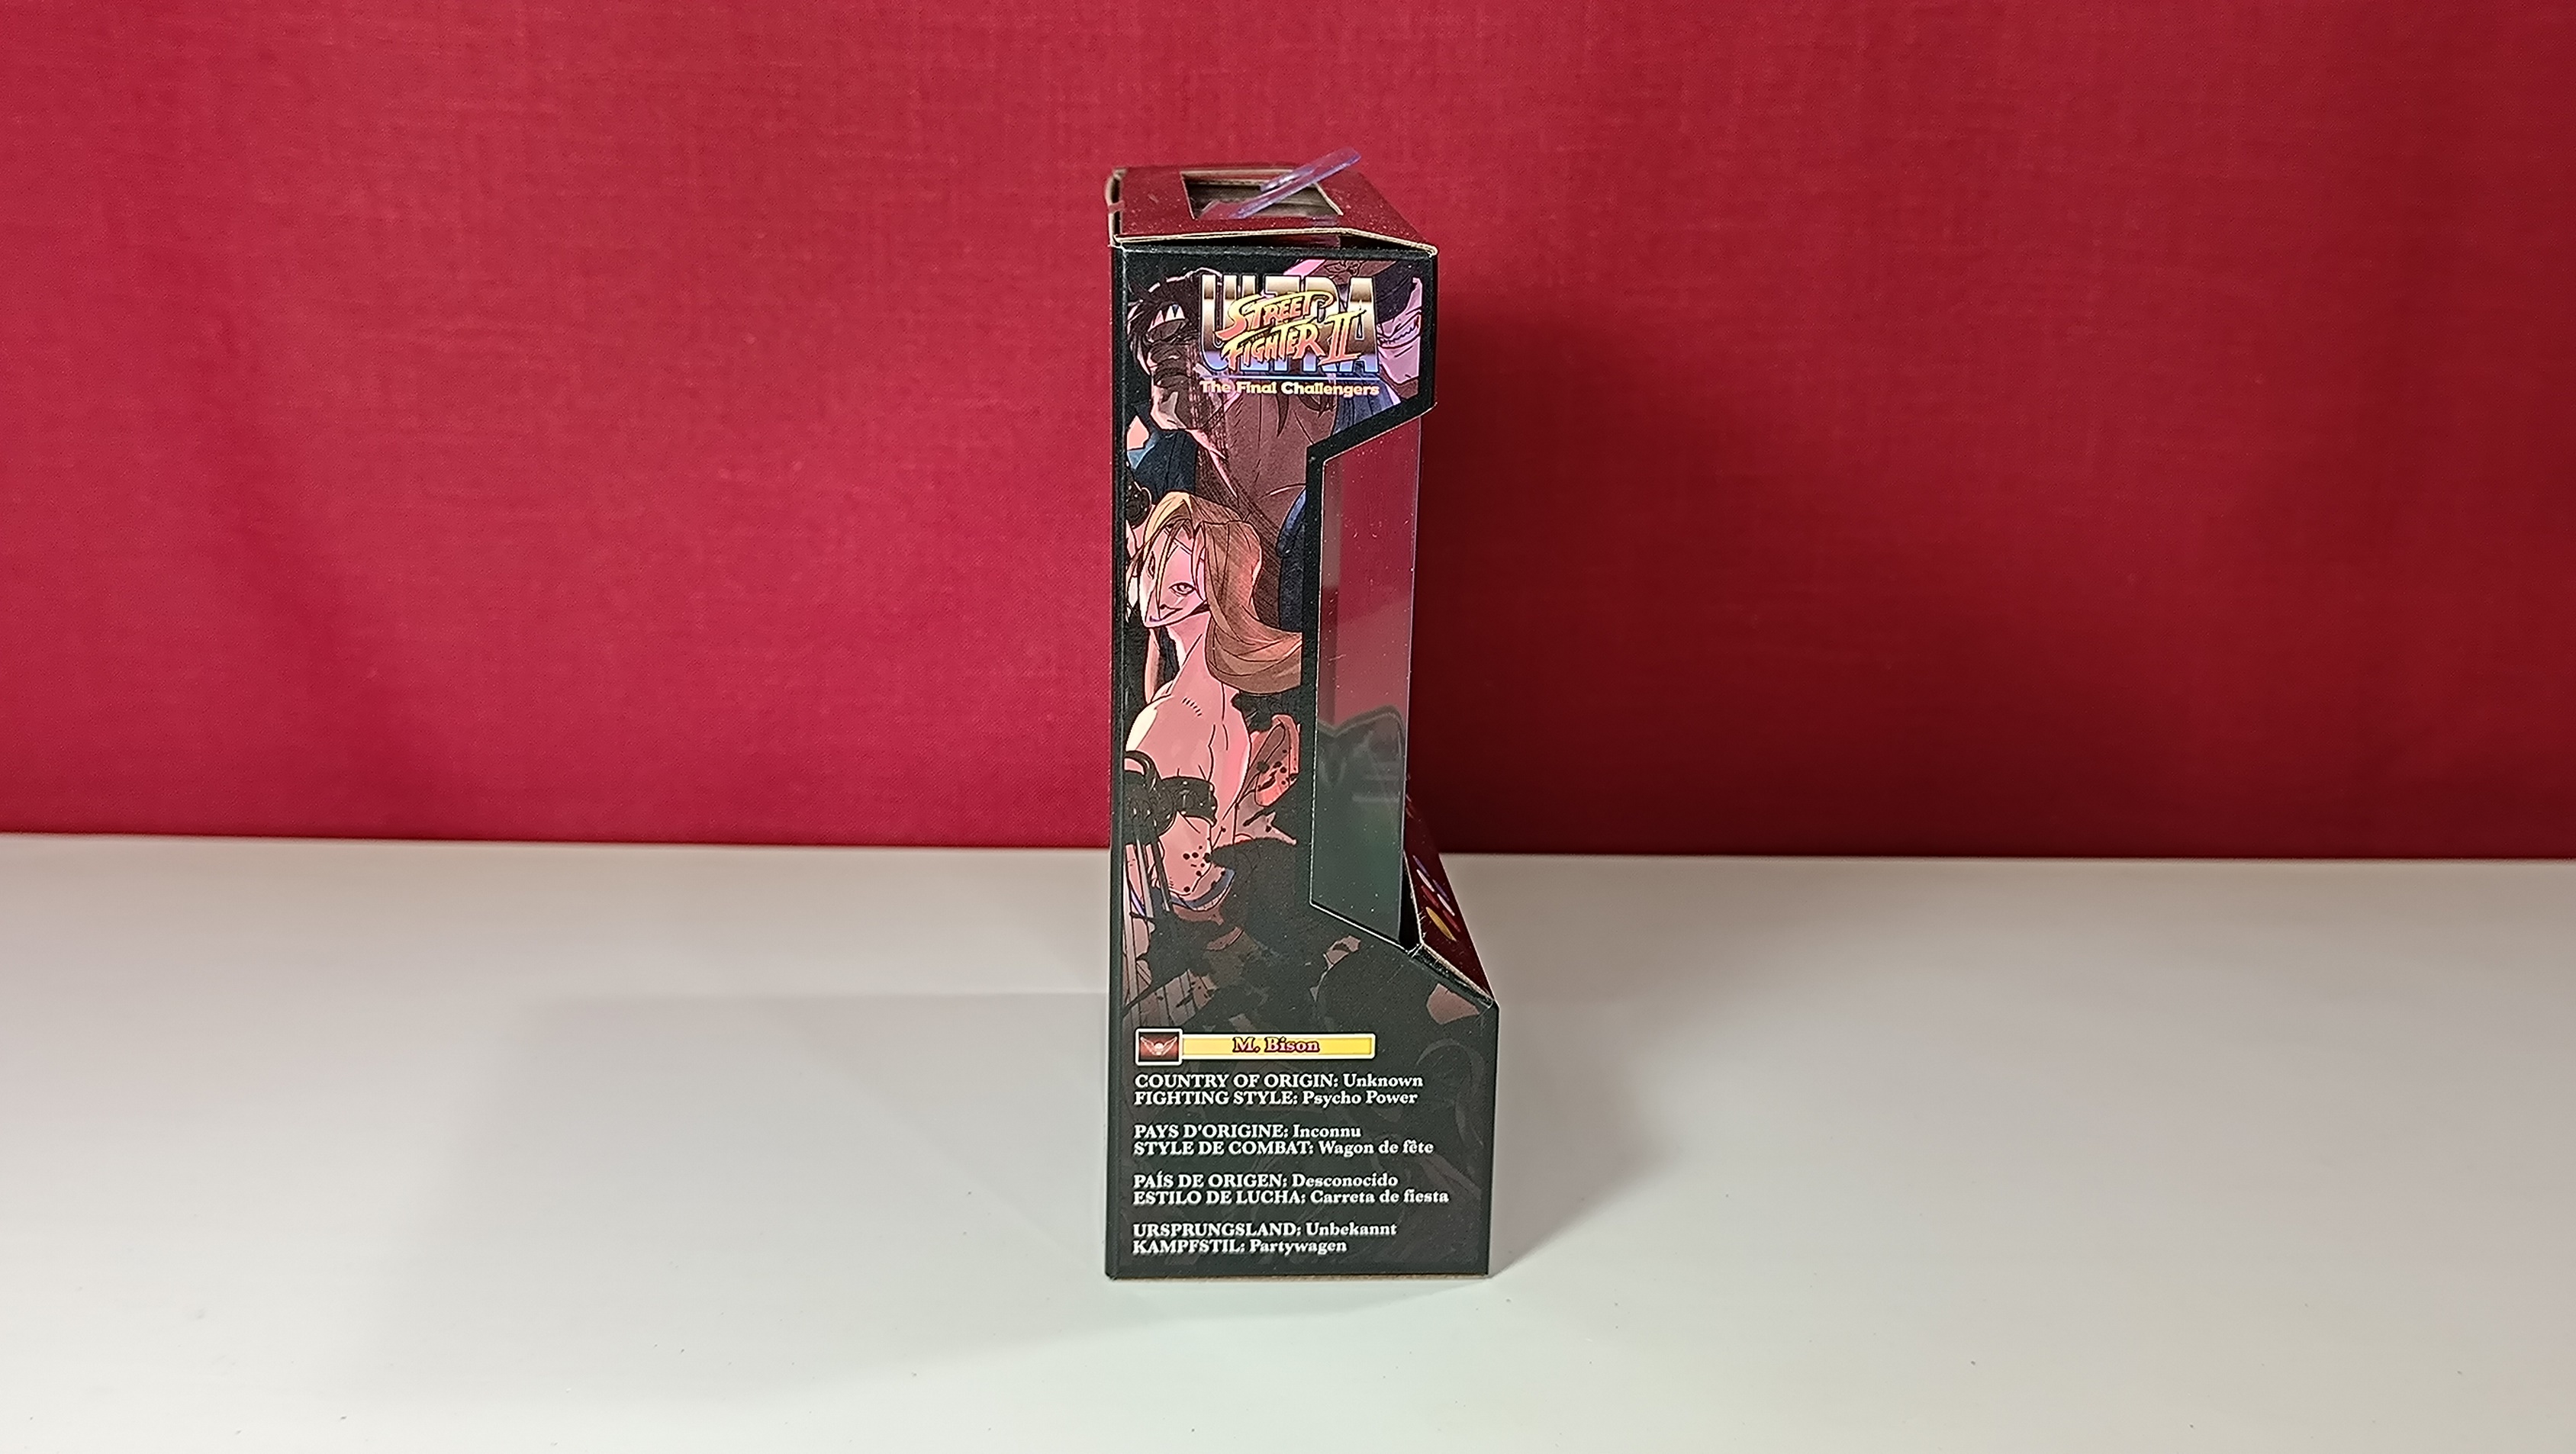 ULTRA
STREET
FIGHTER II
The Final Challengers
M. Bison
COUNTRY OF ORIGIN: Unknown
FIGHTING STYLE: Psycho Power
PAYS D'ORIGINE: Inconnu
STYLE DE COMBAT: Wagon de fête
PAÍS DE ORIGEN: Desconocido
ESTILO DE LUCHA: Carreta de fiesta
URSPRUNGSLAND: Unbekannt
KAMPFSTIL: Partywagen